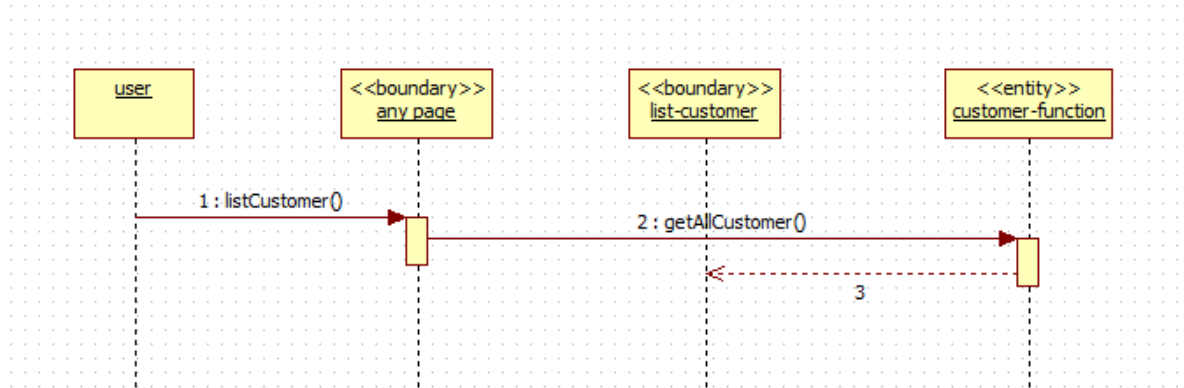 user
<<boundary>>
any page
<<boundary>>
list-customer
<<entity>>
customer-function
1 : listCustomer()
2 : getAllCustomer()
3